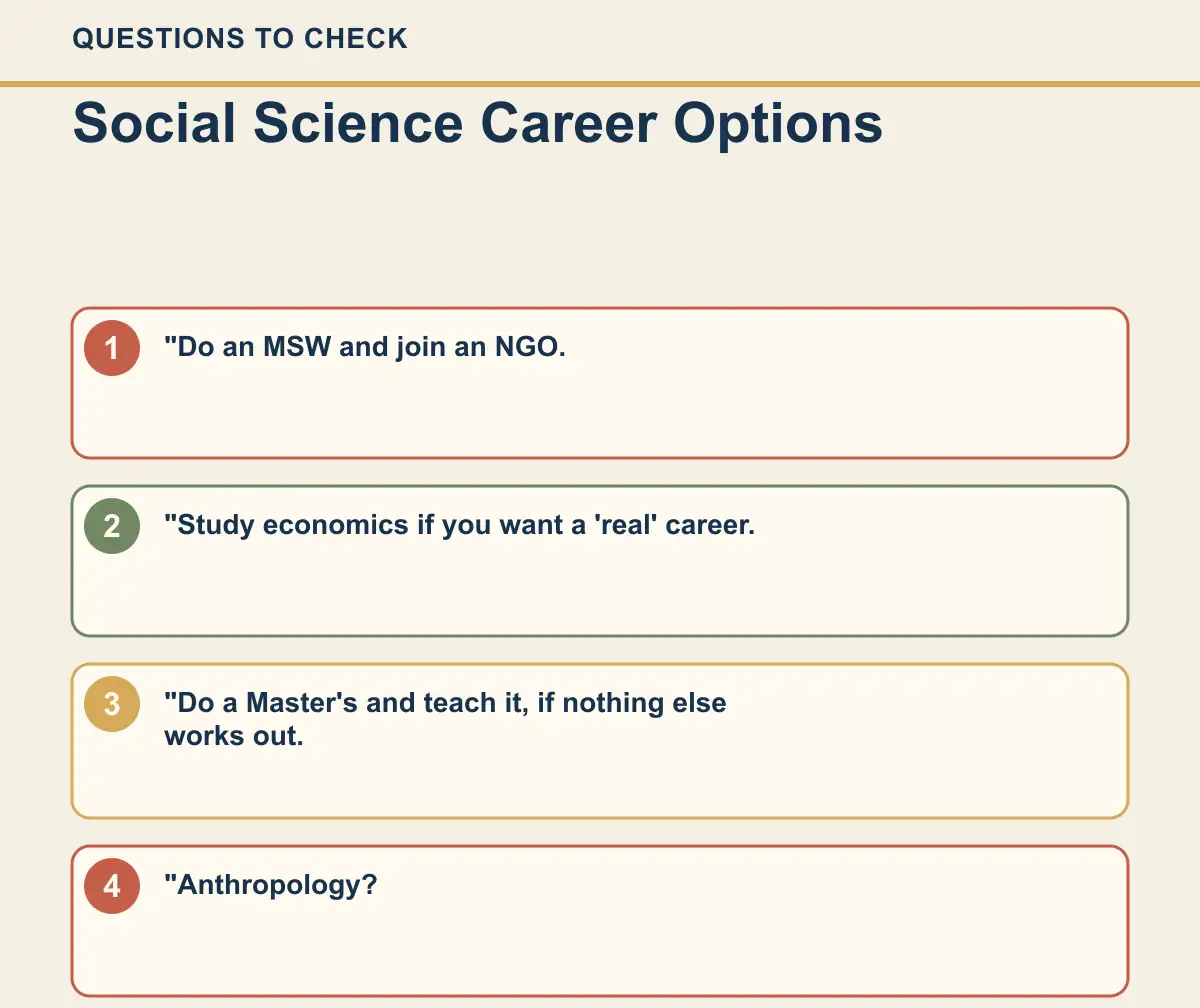 QUESTIONS TO CHECK
Social Science Career Options
1
"Do an MSW and join an NGO.
2
"Study economics if you want a 'real' career.
3
"Do a Master's and teach it, if nothing else
works out.
4
"Anthropology?